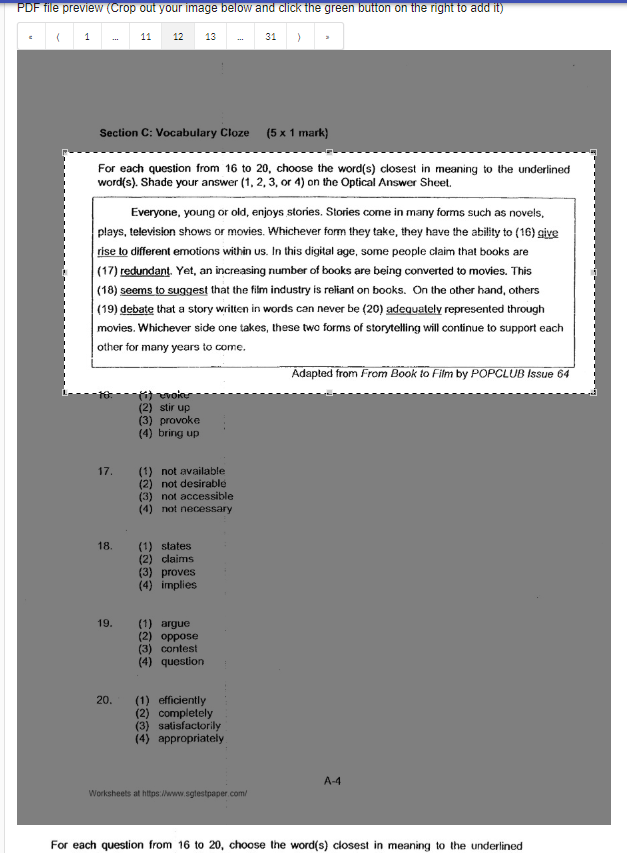 PDF file preview (Crop out your image below and click the green button on the right to add it)
« ⟨ 1 ... 11 12 13 ... 31 ⟩ »
Section C: Vocabulary Cloze (5 x 1 mark)
For each question from 16 to 20, choose the word(s) closest in meaning to the underlined
word(s). Shade your answer (1, 2, 3, or 4) on the Optical Answer Sheet.
Everyone, young or old, enjoys stories. Stories come in many forms such as novels,
plays, television shows or movies. Whichever form they take, they have the ability to (16) give
rise to different emotions within us. In this digital age, some people claim that books are
(17) redundant. Yet, an increasing number of books are being converted to movies. This
(18) seems to suggest that the film industry is reliant on books. On the other hand, others
(19) debate that a story written in words can never be (20) adequately represented through
movies. Whichever side one takes, these two forms of storytelling will continue to support each
other for many years to come.
Adapted from From Book to Film by POPCLUB Issue 64
16. (1) evoke
(2) stir up
(3) provoke
(4) bring up
17. (1) not available
(2) not desirable
(3) not accessible
(4) not necessary
18. (1) states
(2) claims
(3) proves
(4) implies
19. (1) argue
(2) oppose
(3) contest
(4) question
20. (1) efficiently
(2) completely
(3) satisfactorily
(4) appropriately
A-4
Worksheets at https://www.sgtestpaper.com/
For each question from 16 to 20, choose the word(s) closest in meaning to the underlined